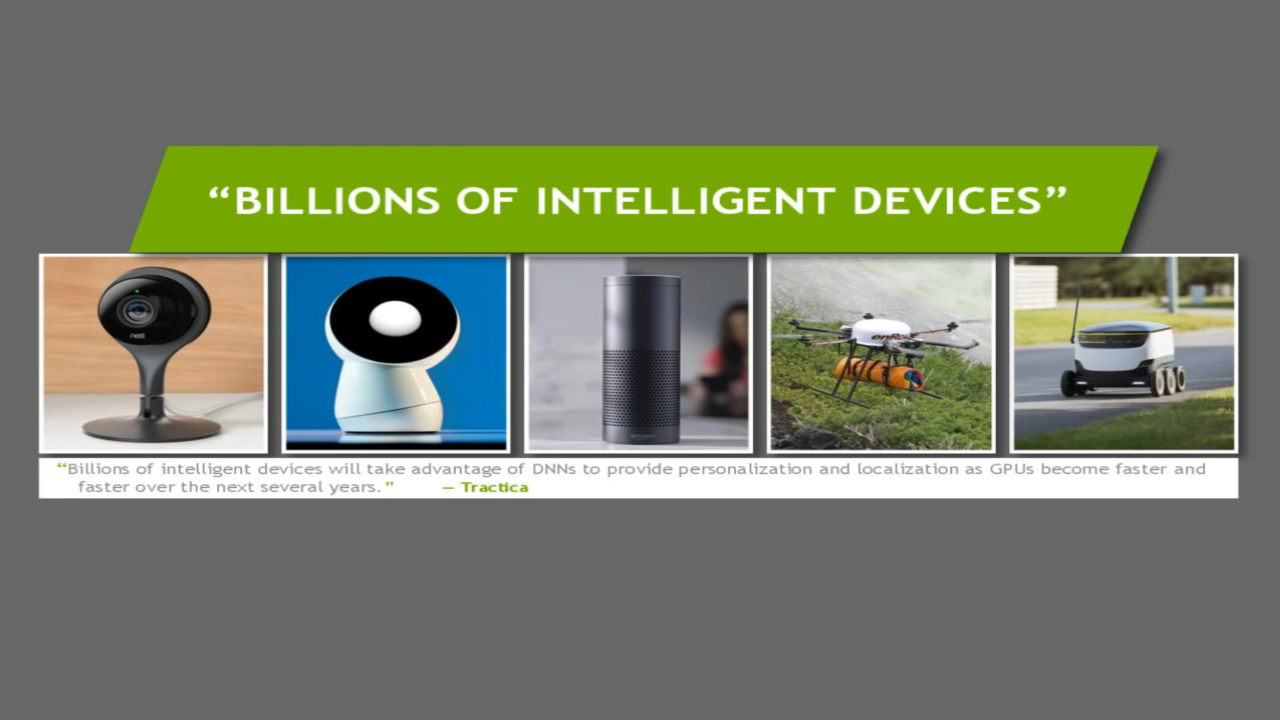 “BILLIONS OF INTELLIGENT DEVICES”
nest
“Billions of intelligent devices will take advantage of DNNs to provide personalization and localization as GPUs become faster and
faster over the next several years.” — Tractica